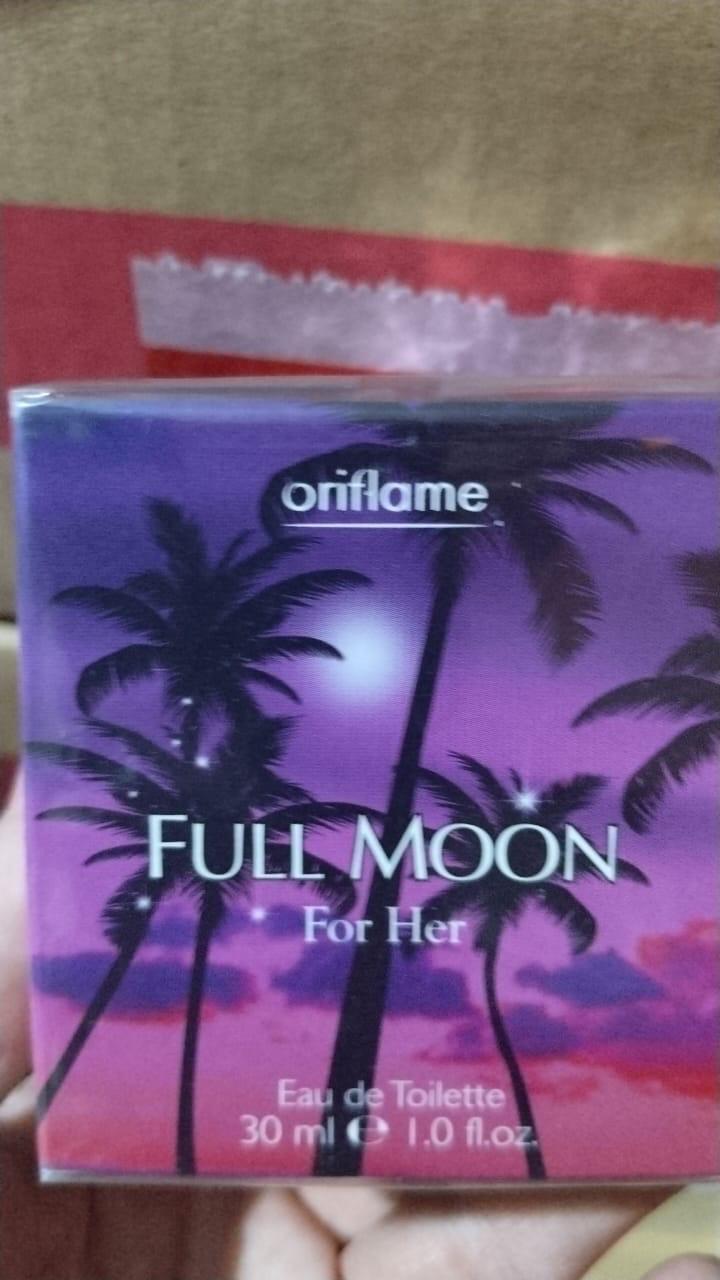 oriflame
FULL MOON
For Her
Eau de Toilette
30 ml ℮ 1.0 fl.oz.